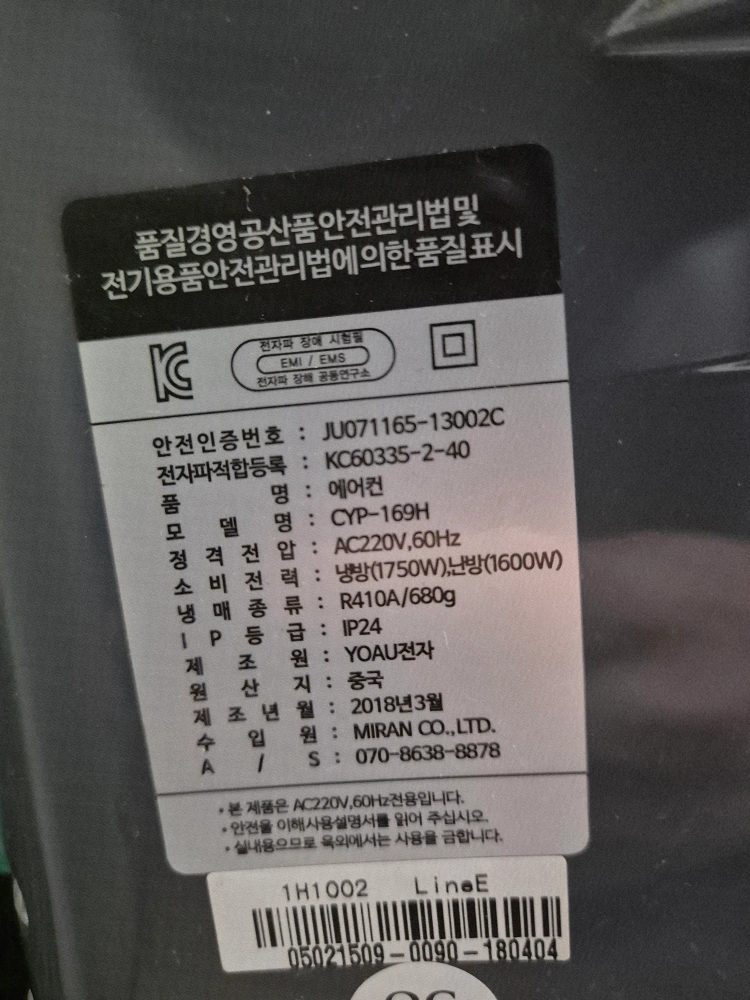 품질경영공산품안전관리법및
전기용품안전관리법에의한품질표시
전자파 장애 시험필
EMI / EMS
전자파 장해 공동연구소
안전인증번호 : JU071165-13002C
전자파적합등록 : KC60335-2-40
품 명 : 에어컨
모 델 명 : CYP-169H
정 격 전 압 : AC220V,60Hz
소 비 전 력 : 냉방(1750W),난방(1600W)
냉 매 종 류 : R410A/680g
I P 등 급 : IP24
제 조 원 : YOAU전자
원 산 지 : 중국
제 조 년 월 : 2018년3월
수 입 원 : MIRAN CO.,LTD.
A / S : 070-8638-8878
• 본 제품은 AC220V,60Hz전용입니다.
• 안전을 이해사용설명서를 읽어 주십시오.
• 실내용으므로 옥외에서는 사용을 금합니다.
1H1002 LineE
05021509-0090-180404